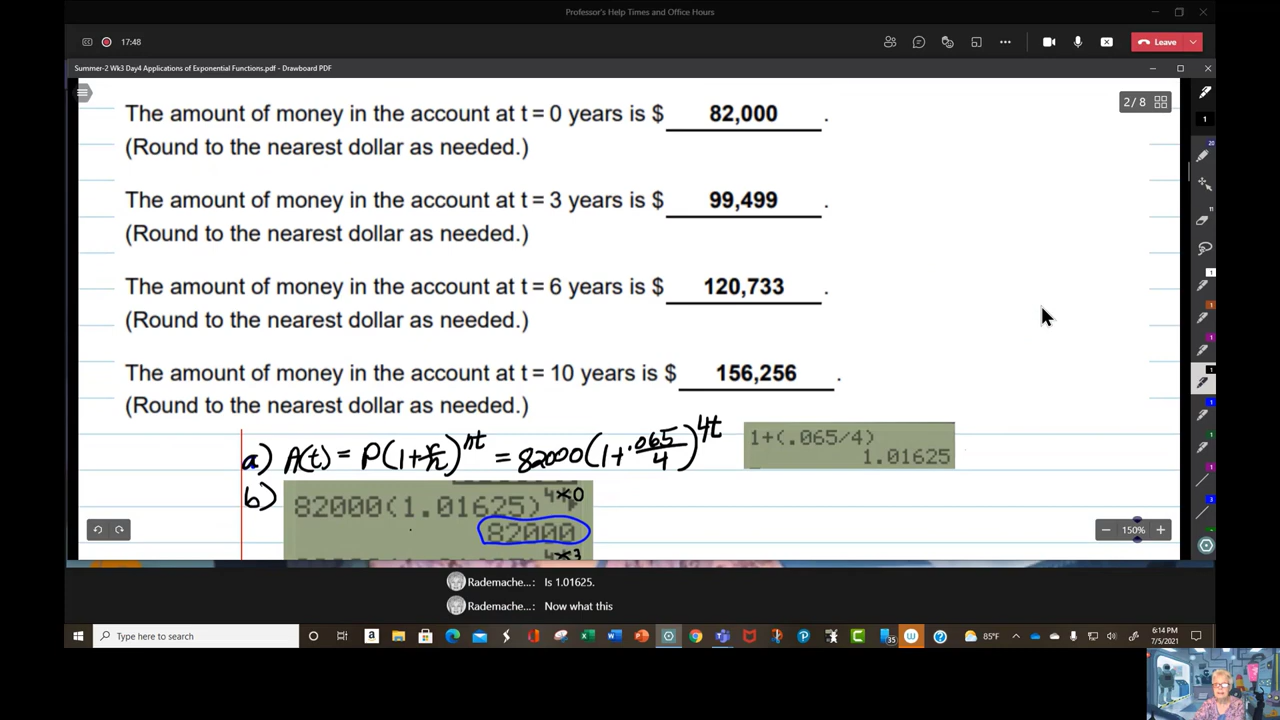 Professor's Help Times and Office Hours
17:48
Leave
Summer-2 Wk3 Day4 Applications of Exponential Functions.pdf - Drawboard PDF
2 / 8
The amount of money in the account at t = 0 years is $ 82,000 .
(Round to the nearest dollar as needed.)
The amount of money in the account at t = 3 years is $ 99,499 .
(Round to the nearest dollar as needed.)
The amount of money in the account at t = 6 years is $ 120,733 .
(Round to the nearest dollar as needed.)
The amount of money in the account at t = 10 years is $ 156,256 .
(Round to the nearest dollar as needed.)
a) A(t) = P(1+r/n)^nt = 82000(1+.065/4)^4t
1+(.065/4)
1.01625
b) 82000(1.01625)^4*0
82000
4*3
150%
Rademache...: Is 1.01625.
Rademache...: Now what this
Type here to search
85°F
6:14 PM
7/5/2021